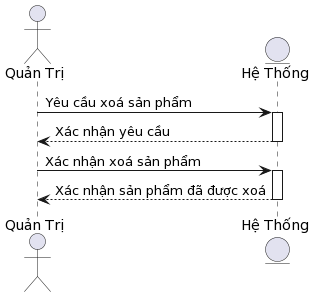 Quản Trị
Hệ Thống
Yêu cầu xoá sản phẩm
Xác nhận yêu cầu
Xác nhận xoá sản phẩm
Xác nhận sản phẩm đã được xoá
Quản Trị
Hệ Thống